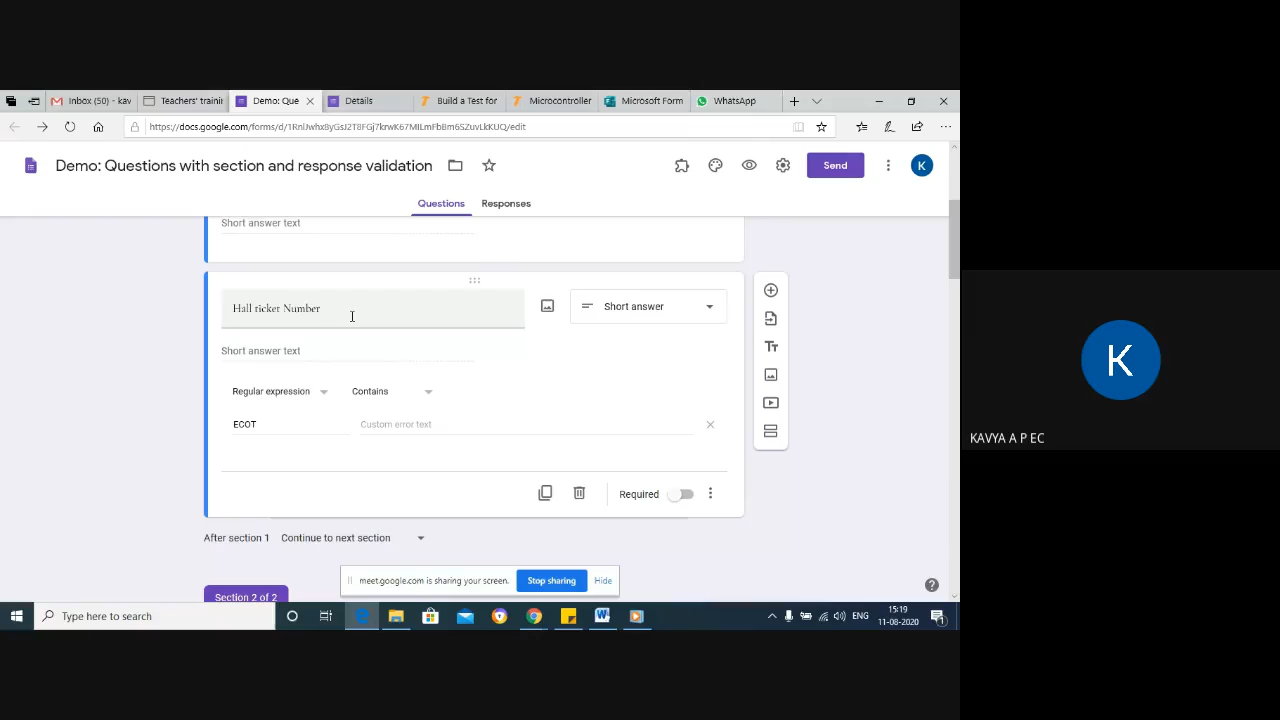 Inbox (50) - kav
Teachers' traini
Demo: Que
Details
Build a Test for
Microcontroller
Microsoft Form
WhatsApp
Demo: Questions with section and response validation
Send
K
Questions
Responses
Short answer text
Hall ticket Number
Short answer
Short answer text
Regular expression
Contains
ECOT
Custom error text
Required
After section 1 Continue to next section
Section 2 of 2
meet.google.com is sharing your screen.
Stop sharing
Hide
Type here to search
ENG
15:19
11-08-2020
1
K
KAVYA A P EC